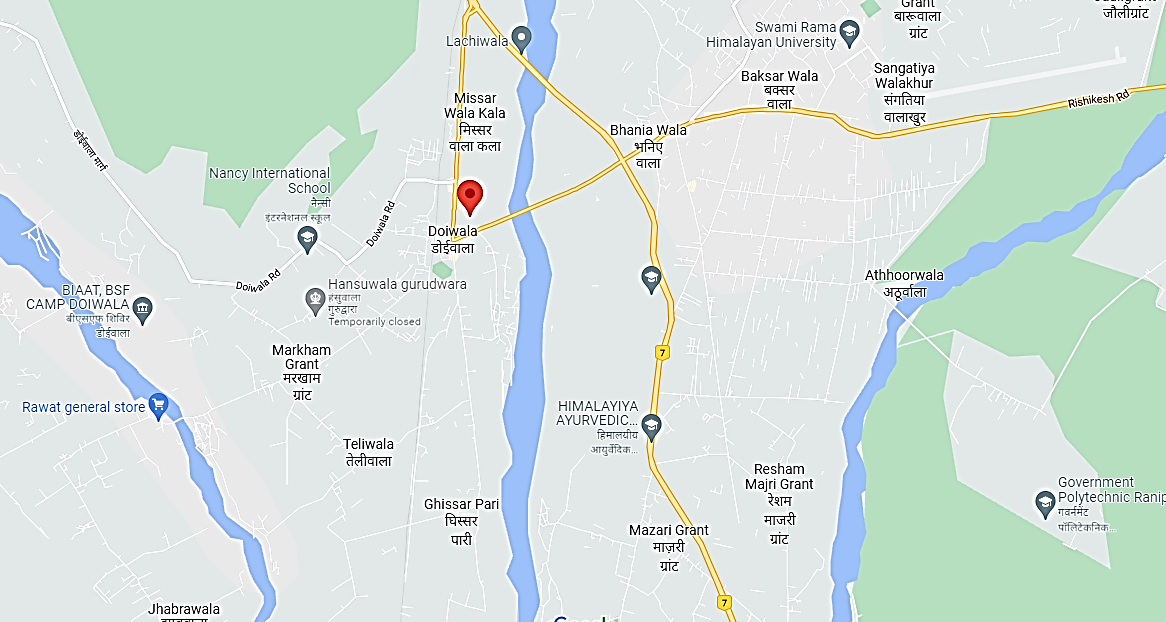 Grant
बारूवाला
ग्रांट
जौलीग्रांट
Swami Rama
Himalayan University
Lachiwala
Sangatiya
Walakhur
संगतिया
वालाखुर
Baksar Wala
बक्सर
वाला
Rishikesh Rd
Missar
Wala Kala
मिस्सर
वाला कला
Bhania Wala
भनिए
वाला
डोईवाला मार्ग
Nancy International
School
नैन्सी
इंटरनेशनल स्कूल
Doiwala Rd
Doiwala
डोईवाला
Doiwala Rd
Athhoorwala
अठूर्वाला
BIAAT, BSF
CAMP DOIWALA
बीएसएफ शिविर
डोईवाला
Hansuwala gurudwara
हंसुवाला
गुरुद्वारा
Temporarily closed
Markham
Grant
मरखाम
ग्रांट
7
Rawat general store
HIMALAYIYA
AYURVEDIC...
हिमालयीय
आयुर्वेदिक...
Teliwala
तेलीवाला
Resham
Majri Grant
रेशम
माजरी
ग्रांट
Government
Polytechnic Ranip
गवर्नमेंट
पॉलिटेकनिक...
Ghissar Pari
घिस्सर
पारी
Mazari Grant
माज़री
ग्रांट
7
Jhabrawala